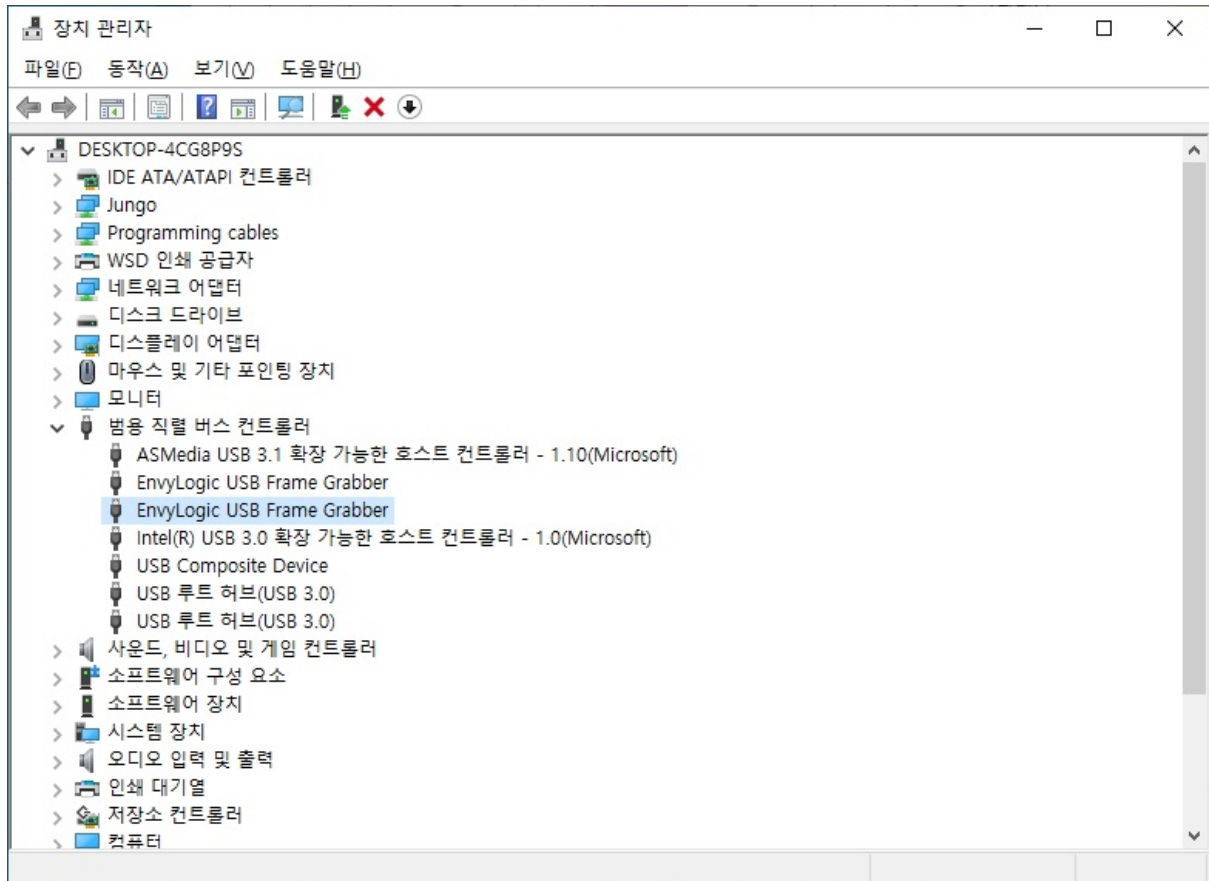 장치 관리자
파일(F) 동작(A) 보기(V) 도움말(H)
DESKTOP-4CG8P9S
IDE ATA/ATAPI 컨트롤러
Jungo
Programming cables
WSD 인쇄 공급자
네트워크 어댑터
디스크 드라이브
디스플레이 어댑터
마우스 및 기타 포인팅 장치
모니터
범용 직렬 버스 컨트롤러
ASMedia USB 3.1 확장 가능한 호스트 컨트롤러 - 1.10(Microsoft)
EnvyLogic USB Frame Grabber
EnvyLogic USB Frame Grabber
Intel(R) USB 3.0 확장 가능한 호스트 컨트롤러 - 1.0(Microsoft)
USB Composite Device
USB 루트 허브(USB 3.0)
USB 루트 허브(USB 3.0)
사운드, 비디오 및 게임 컨트롤러
소프트웨어 구성 요소
소프트웨어 장치
시스템 장치
오디오 입력 및 출력
인쇄 대기열
저장소 컨트롤러
컴퓨터